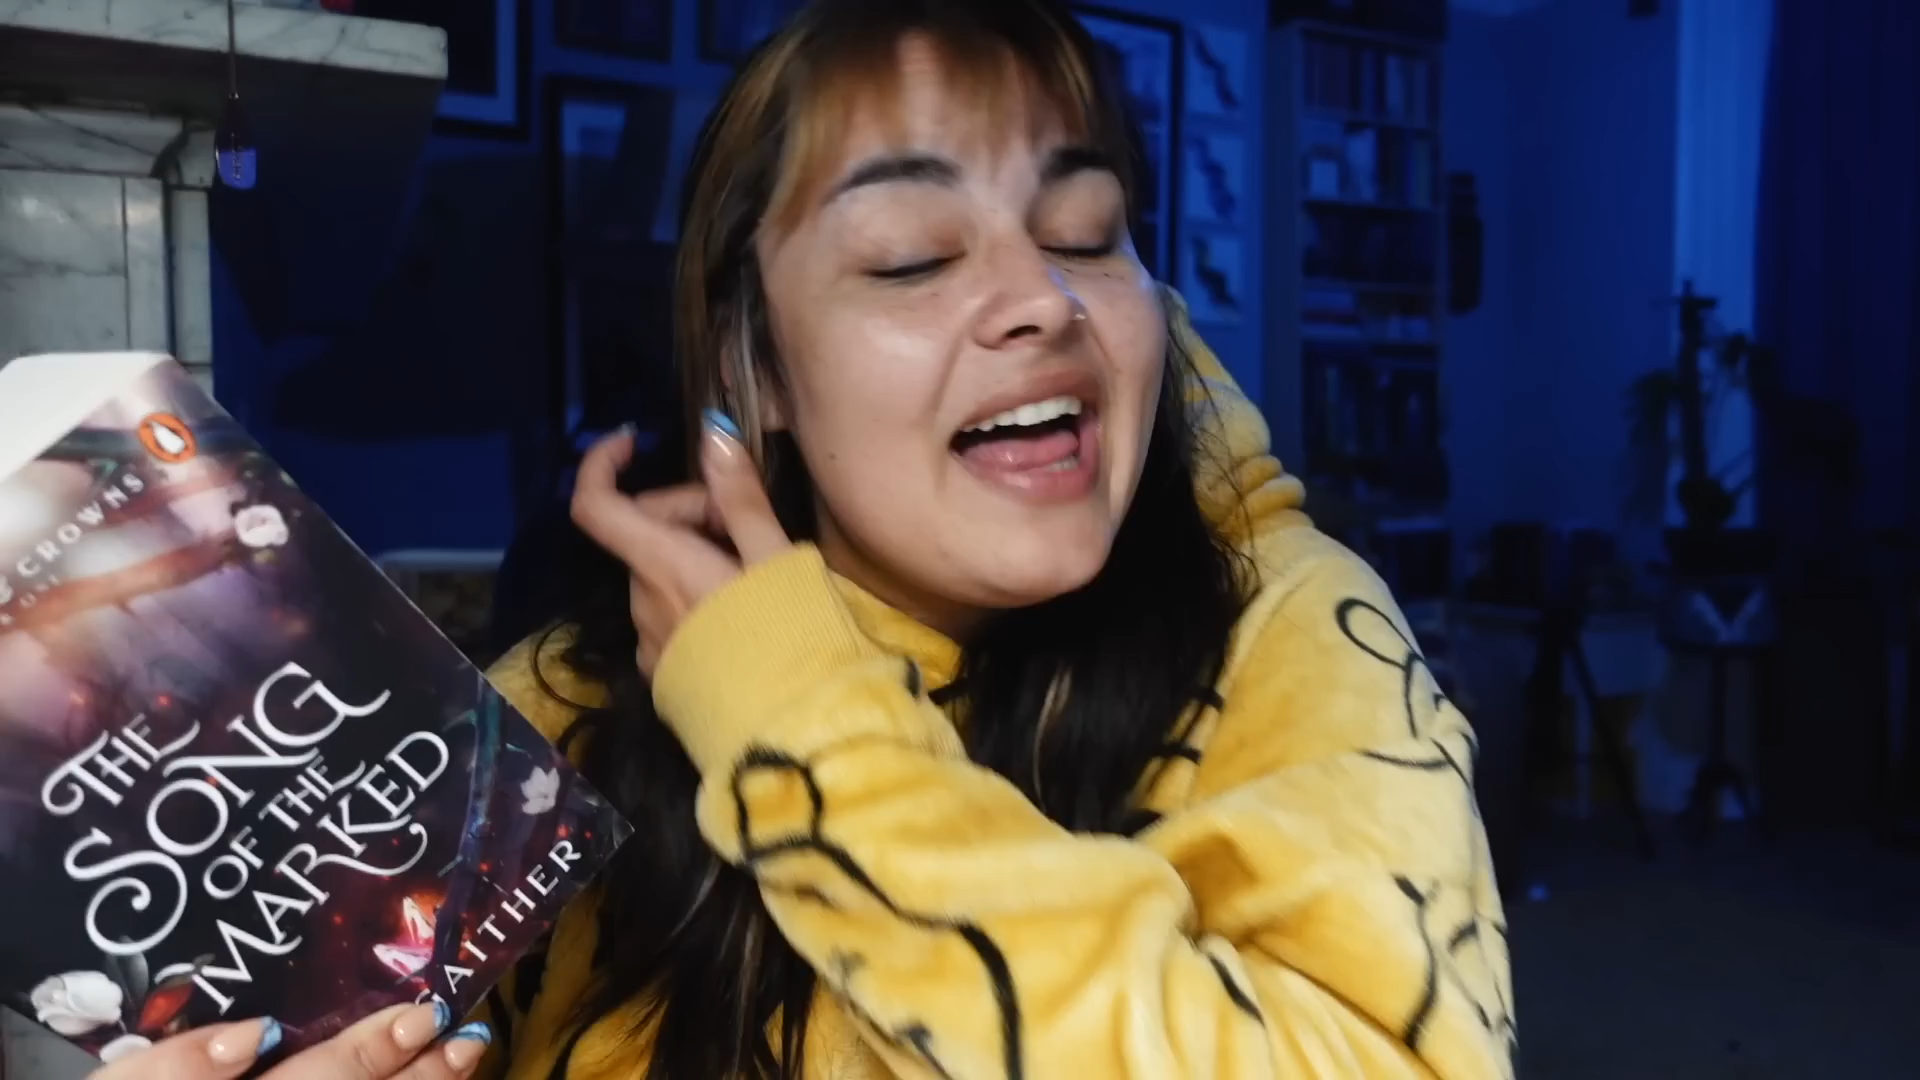 CROWNS
THE
SONG
OF THE
MARKED
GAITHER